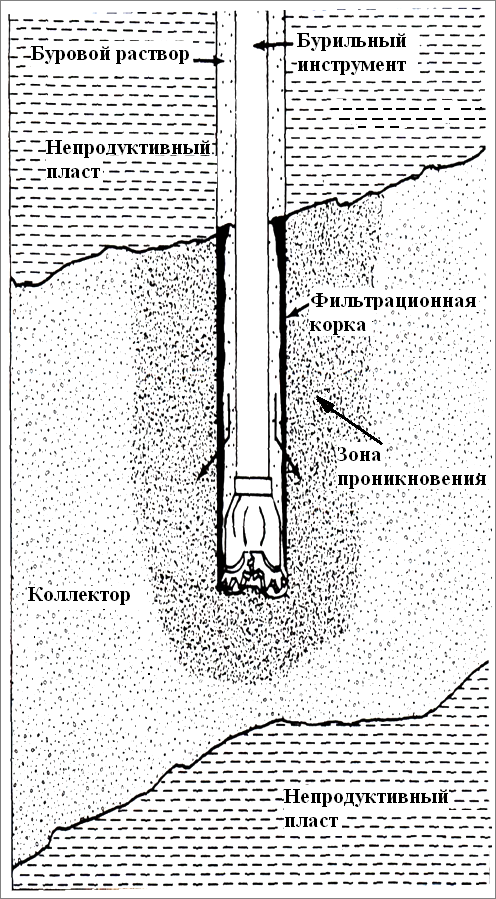 Буровой раствор
Бурильный
инструмент
Непродуктивный
пласт
Фильтрационная
корка
Зона
проникновения
Коллектор
Непродуктивный
пласт